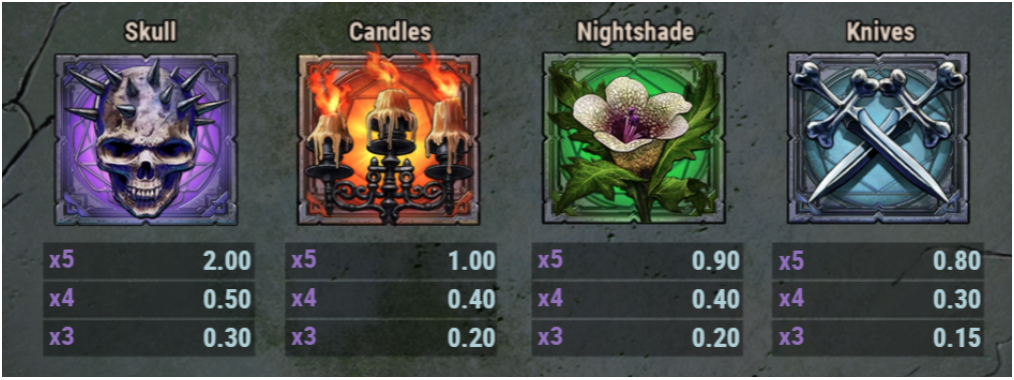 Skull Candles Nightshade Knives
x5 2.00 x5 1.00 x5 0.90 x5 0.80
x4 0.50 x4 0.40 x4 0.40 x4 0.30
x3 0.30 x3 0.20 x3 0.20 x3 0.15